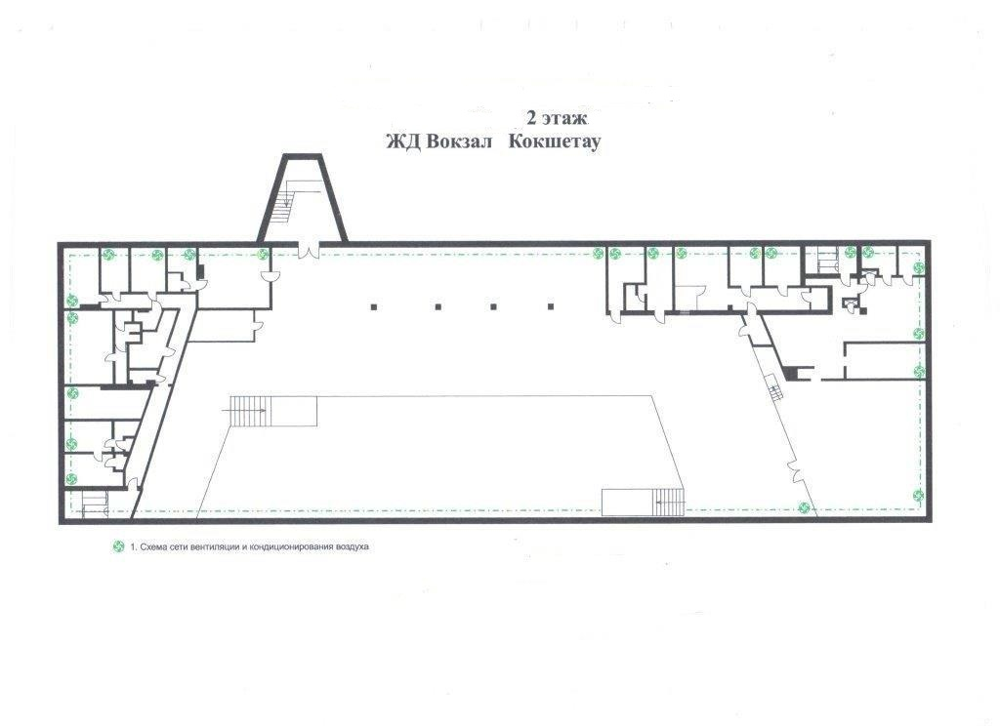 2 этаж
ЖД Вокзал Кокшетау
1. Схема сети вентиляции и кондиционирования воздуха